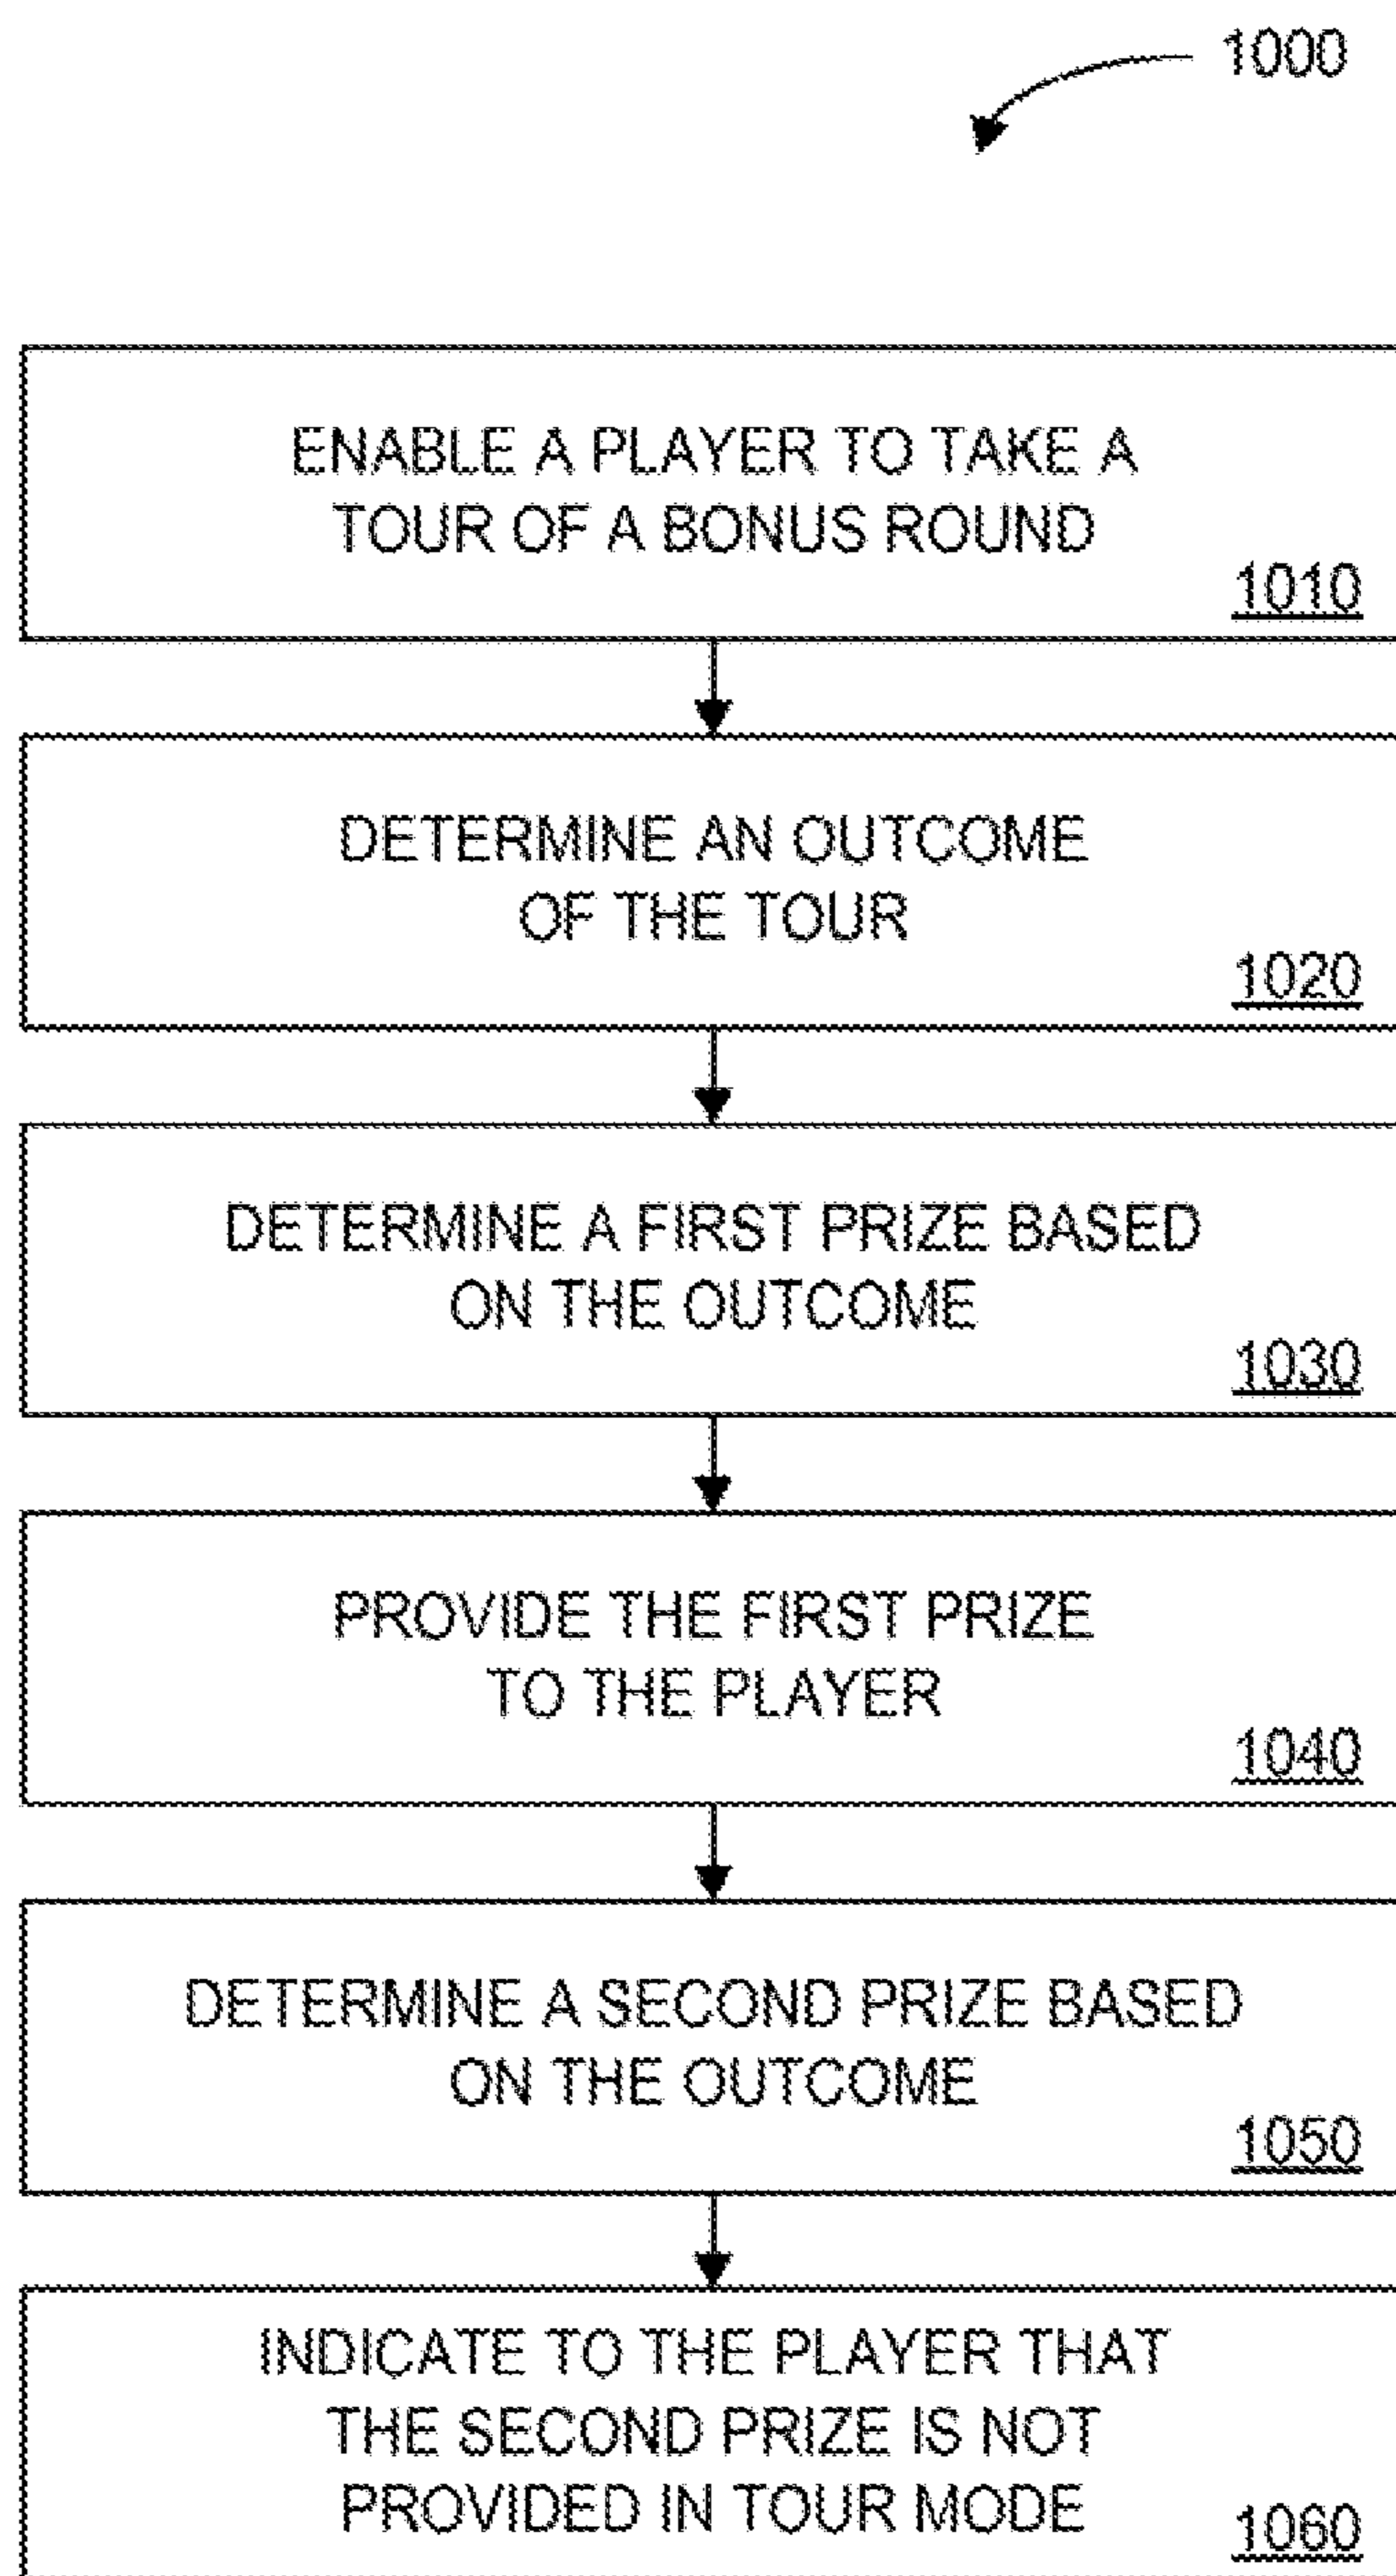 1000
ENABLE A PLAYER TO TAKE A
TOUR OF A BONUS ROUND
1010
DETERMINE AN OUTCOME
OF THE TOUR
1020
DETERMINE A FIRST PRIZE BASED
ON THE OUTCOME
1030
PROVIDE THE FIRST PRIZE
TO THE PLAYER
1040
DETERMINE A SECOND PRIZE BASED
ON THE OUTCOME
1050
INDICATE TO THE PLAYER THAT
THE SECOND PRIZE IS NOT
PROVIDED IN TOUR MODE
1060